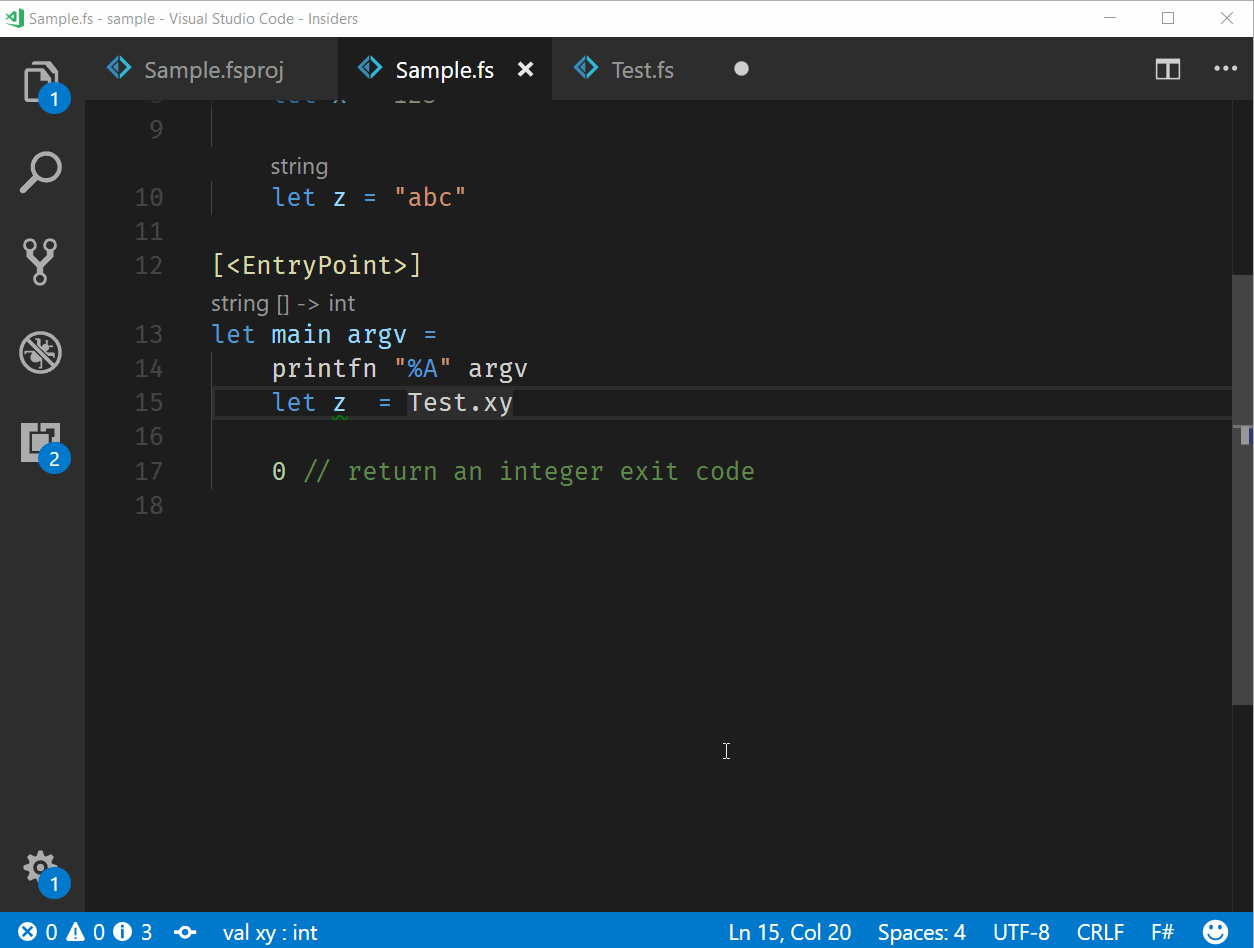 Sample.fs - sample - Visual Studio Code - Insiders
Sample.fsproj Sample.fs Test.fs
1
9
string
10 let z = "abc"
11
12 [<EntryPoint>]
string [] -> int
13 let main argv =
14 printfn "%A" argv
15 let z  = Test.xy
16
17 0 // return an integer exit code
18
2
1
0 0 3 val xy : int Ln 15, Col 20 Spaces: 4 UTF-8 CRLF F#